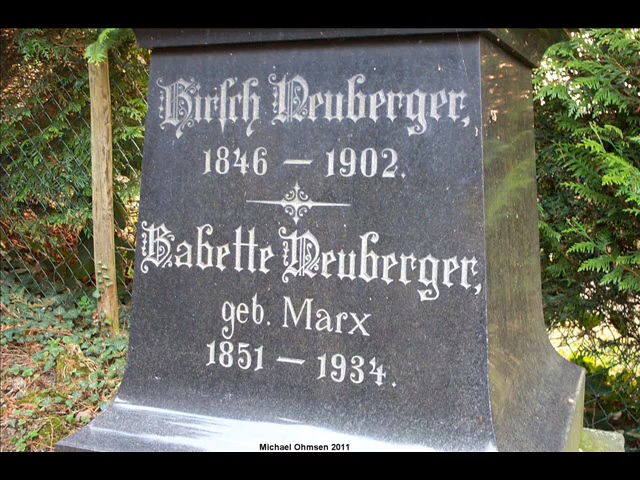 Hirsch Neuberger,
1846 — 1902.
Babette Neuberger,
geb. Marx
1851 — 1934.
Michael Ohmsen 2011